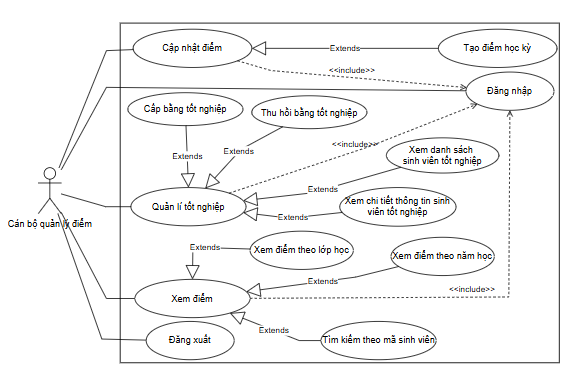 Cập nhật điểm
Extends
Tạo điểm học kỳ
<<include>>
Đăng nhập
Cấp bằng tốt nghiệp
Thu hồi bằng tốt nghiệp
<<include>>
Extends
Extends
Xem danh sách
sinh viên tốt nghiệp
Extends
Quản lí tốt nghiệp
Xem chi tiết thông tin sinh
viên tốt nghiệp
Extends
Cán bộ quản lý điểm
Extends
Xem điểm theo lớp học
Xem điểm theo năm học
Extends
<<include>>
Xem điểm
Extends
Đăng xuất
Tìm kiếm theo mã sinh viên